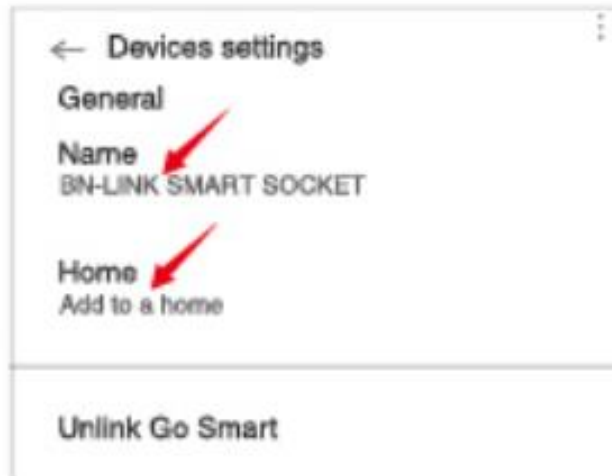 ← Devices settings
General
Name
BN-LINK SMART SOCKET
Home
Add to a home
Unlink Go Smart